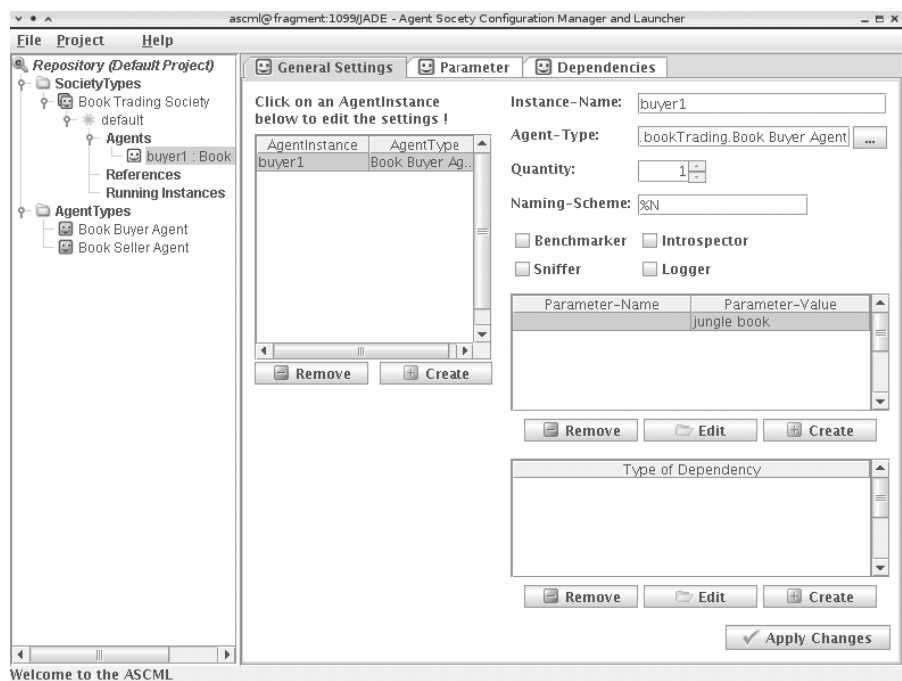 ascml@fragment:1099/JADE - Agent Socety Configuration Manager and Launcher
File Project Help
Repository (Default Project)
SocietyTypes
Book Trading Society
default
Agents
buyer1 : Book
References
Running Instances
AgentTypes
Book Buyer Agent
Book Seller Agent
General Settings Parameter Dependencies
Click on an AgentInstance
below to edit the settings !
AgentInstance AgentType
buyer1 Book Buyer Ag..
Remove Create
Instance-Name: buyer1
Agent-Type: .bookTrading.Book Buyer Agent ...
Quantity: 1
Naming-Scheme: %N
Benchmarker Introspector
Sniffer Logger
Parameter-Name Parameter-Value
jungle book
Remove Edit Create
Type of Dependency
Remove Edit Create
Apply Changes
Welcome to the ASCML